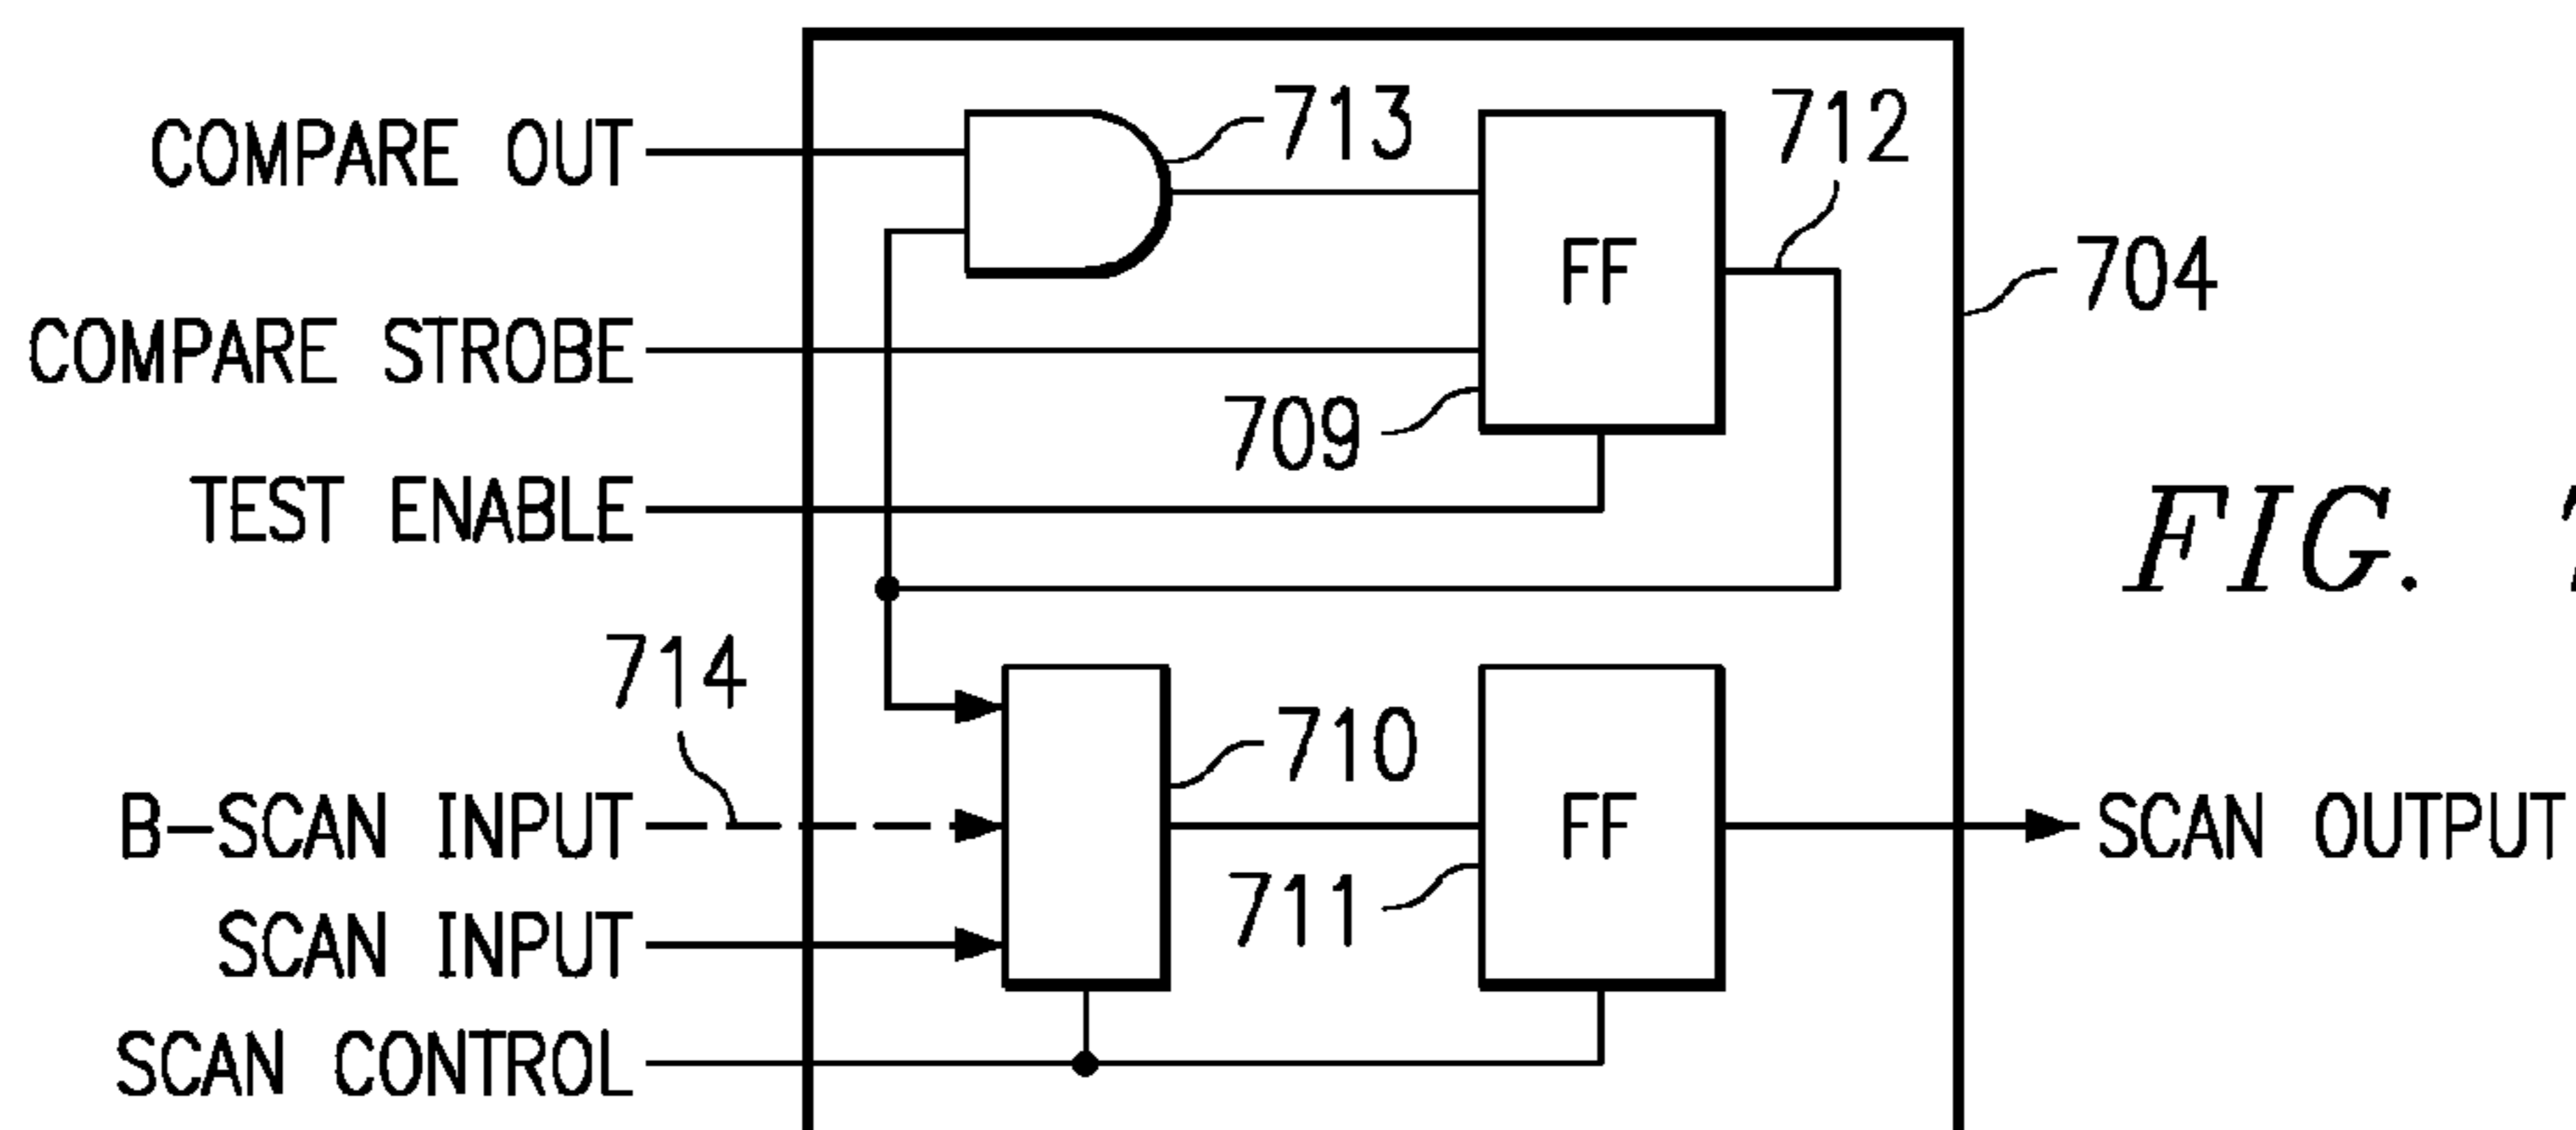 COMPARE OUT
713
712
FF
704
COMPARE STROBE
709
TEST ENABLE
FIG.
714
710
B-SCAN INPUT
FF
SCAN OUTPUT
711
SCAN INPUT
SCAN CONTROL